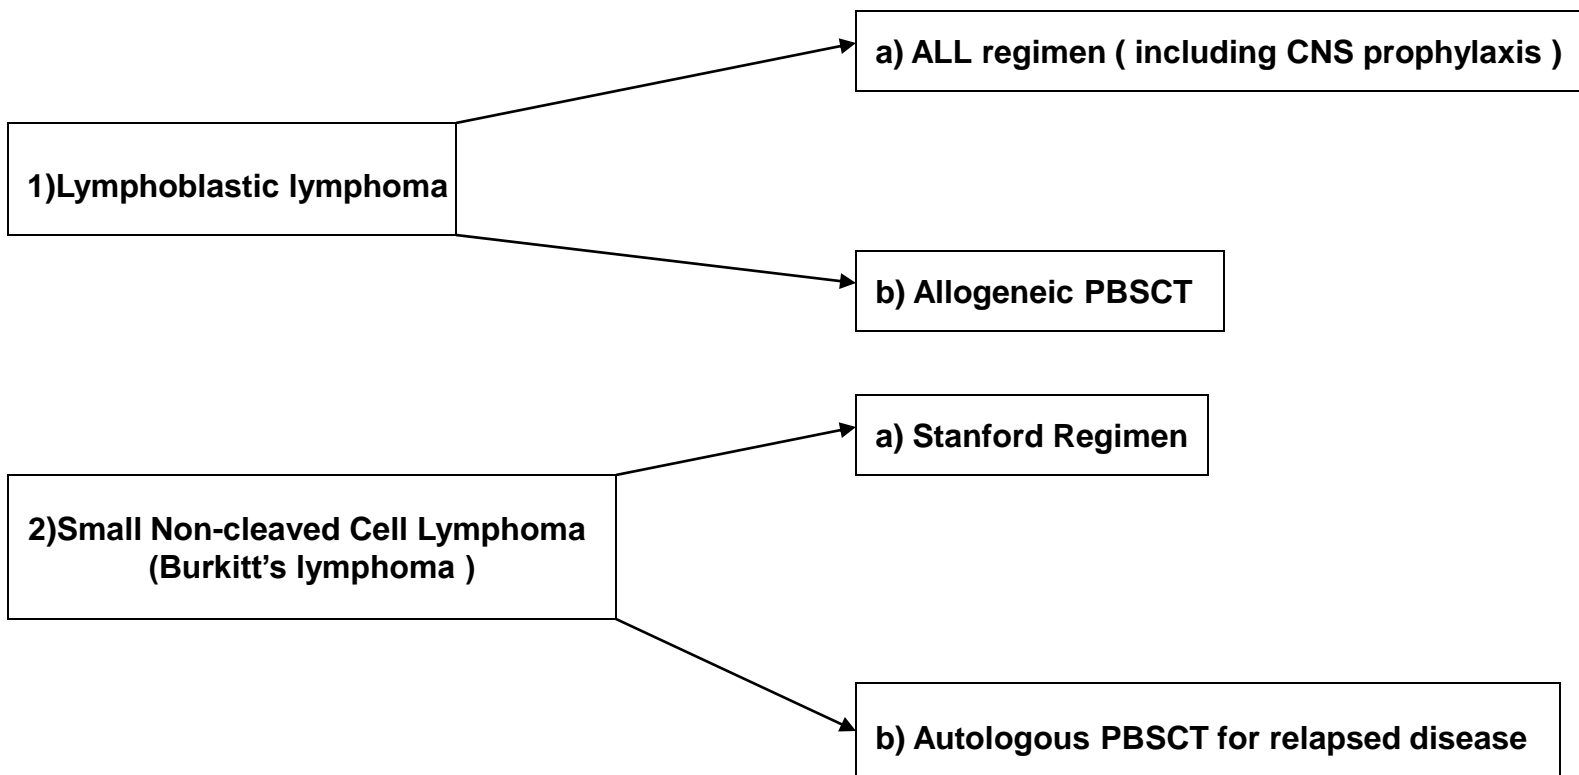 a) ALL regimen ( including CNS prophylaxis )
1)Lymphoblastic lymphoma
b) Allogeneic PBSCT
a) Stanford Regimen
2)Small Non-cleaved Cell Lymphoma
(Burkitt’s lymphoma )
b) Autologous PBSCT for relapsed disease